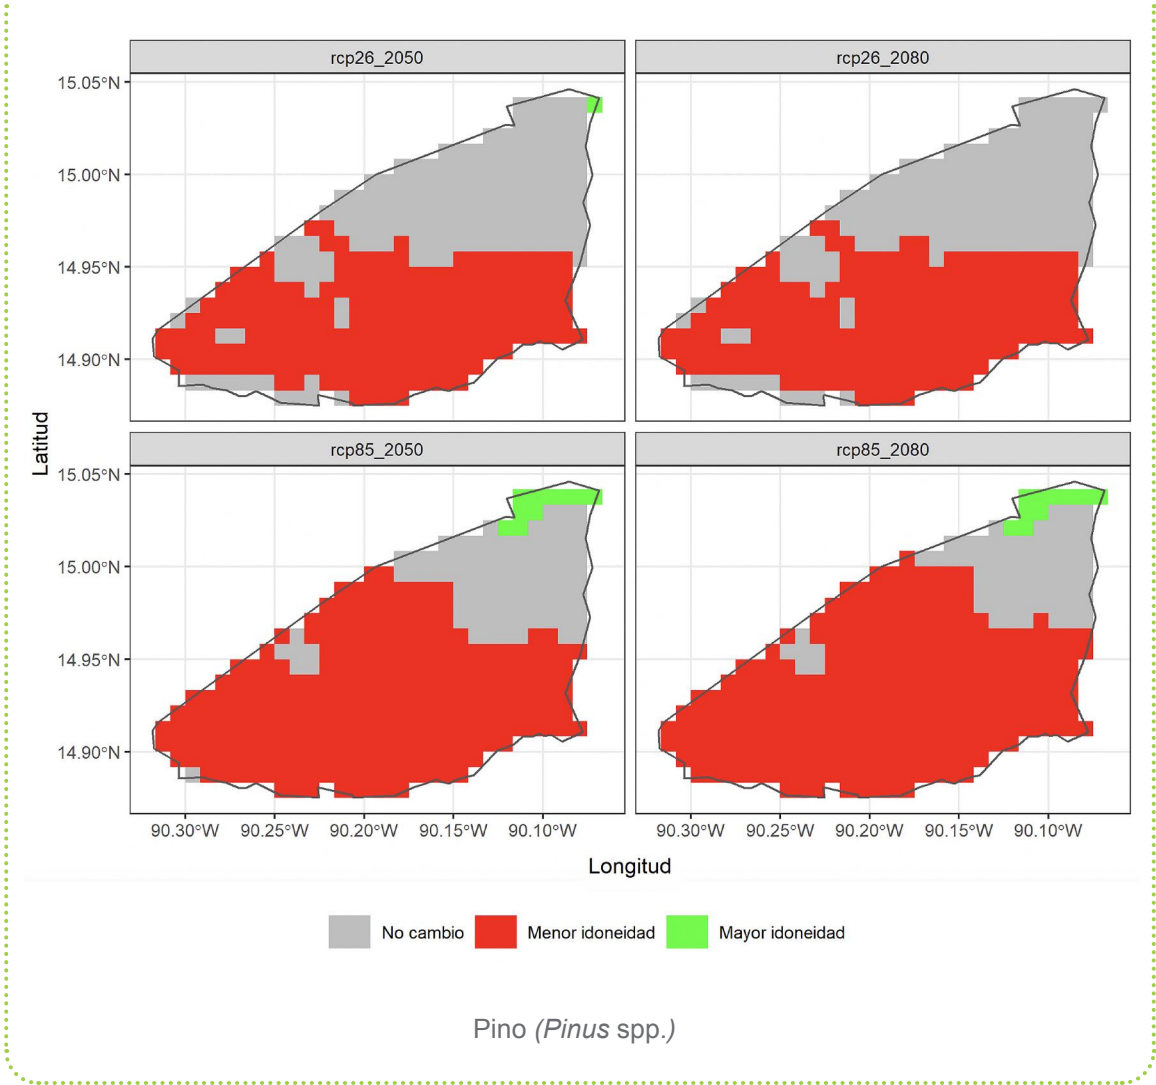 rcp26_2050
rcp26_2080
15.05°N
15.00°N
14.95°N
14.90°N
Latitud
rcp85_2050
rcp85_2080
15.05°N
15.00°N
14.95°N
14.90°N
90.30°W 90.25°W 90.20°W 90.15°W 90.10°W
90.30°W 90.25°W 90.20°W 90.15°W 90.10°W
Longitud
No cambio Menor idoneidad Mayor idoneidad
Pino (Pinus spp.)